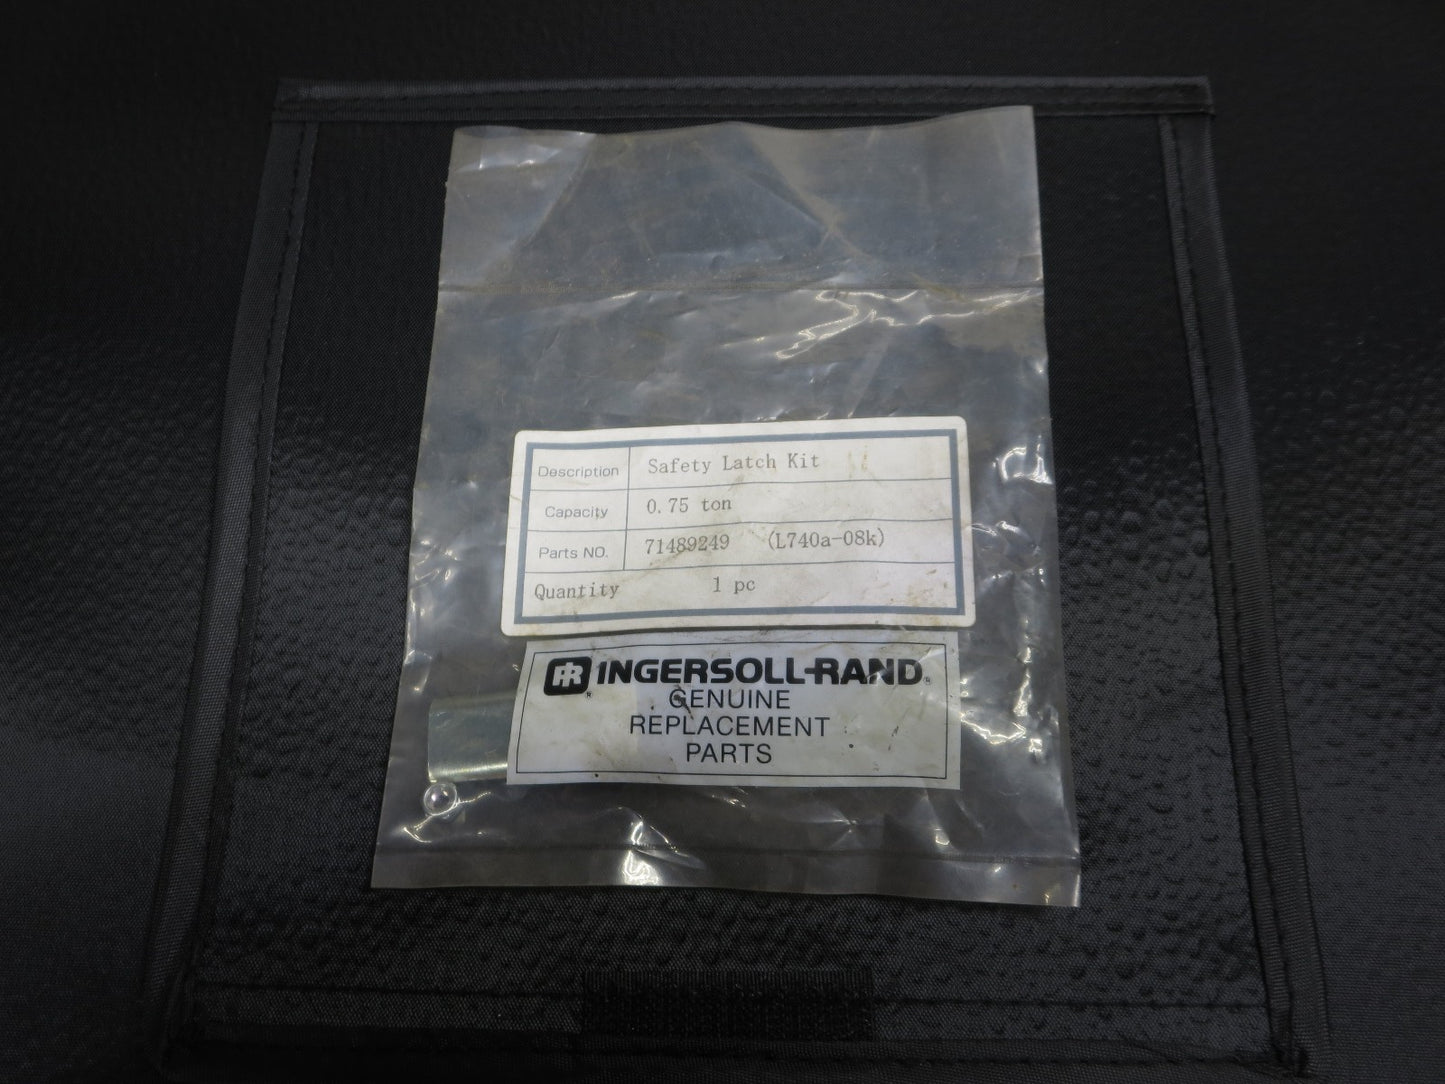 Description Safety Latch Kit
Capacity 0.75 ton
Parts NO. 71489249 (L740a-08k)
Quantity 1 pc
IR® INGERSOLL-RAND®
GENUINE
REPLACEMENT
PARTS